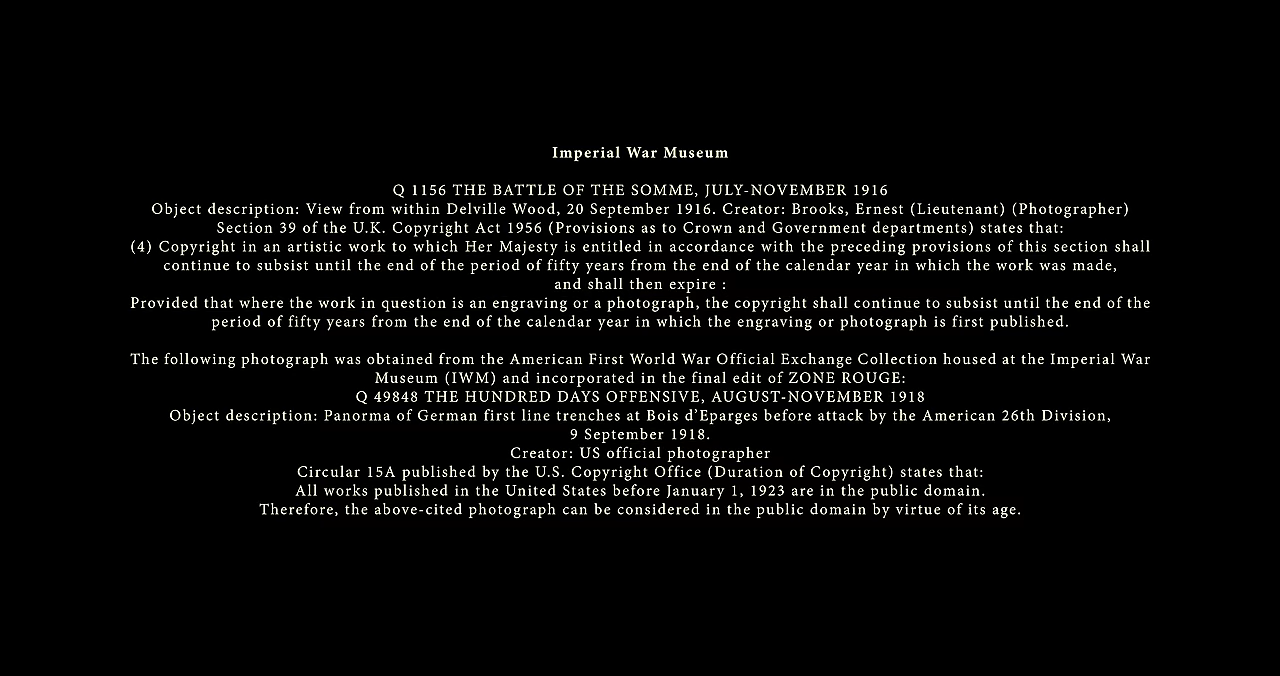 Imperial War Museum
Q 1156 THE BATTLE OF THE SOMME, JULY-NOVEMBER 1916
Object description: View from within Delville Wood, 20 September 1916. Creator: Brooks, Ernest (Lieutenant) (Photographer)
Section 39 of the U.K. Copyright Act 1956 (Provisions as to Crown and Government departments) states that:
(4) Copyright in an artistic work to which Her Majesty is entitled in accordance with the preceding provisions of this section shall
continue to subsist until the end of the period of fifty years from the end of the calendar year in which the work was made,
and shall then expire :
Provided that where the work in question is an engraving or a photograph, the copyright shall continue to subsist until the end of the
period of fifty years from the end of the calendar year in which the engraving or photograph is first published.
The following photograph was obtained from the American First World War Official Exchange Collection housed at the Imperial War
Museum (IWM) and incorporated in the final edit of ZONE ROUGE:
Q 49848 THE HUNDRED DAYS OFFENSIVE, AUGUST-NOVEMBER 1918
Object description: Panorma of German first line trenches at Bois d'Eparges before attack by the American 26th Division,
9 September 1918.
Creator: US official photographer
Circular 15A published by the U.S. Copyright Office (Duration of Copyright) states that:
All works published in the United States before January 1, 1923 are in the public domain.
Therefore, the above-cited photograph can be considered in the public domain by virtue of its age.